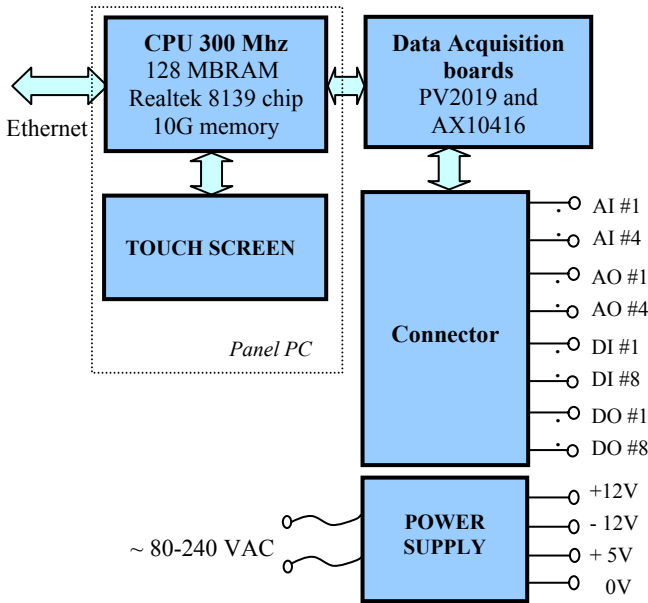 CPU 300 Mhz
128 MBRAM
Realtek 8139 chip
10G memory
Data Acquisition
boards
PV2019 and
AX10416
Ethernet
TOUCH SCREEN
Panel PC
Connector
AI #1
AI #4
AO #1
AO #4
DI #1
DI #8
DO #1
DO #8
~ 80-240 VAC
POWER
SUPPLY
+12V
- 12V
+ 5V
0V